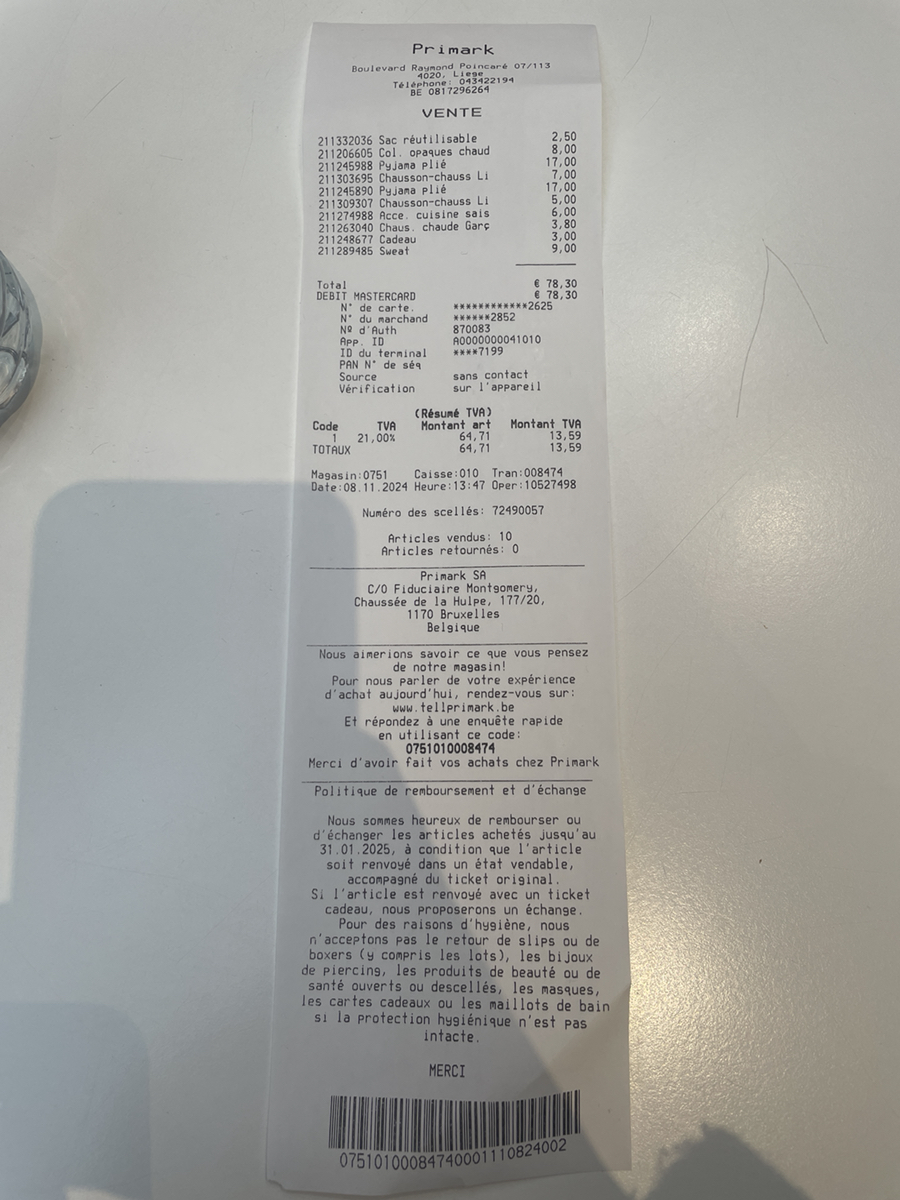 Primark
Boulevard Raymond Poincaré 07/113
4020, Liege
Téléphone: 043422194
BE 0817296264
VENTE
211332036 Sac réutilisable 2,50
211206605 Col. opaques chaud 8,00
211245988 Pyjama plié 17,00
211303695 Chausson-chauss Li 7,00
211245890 Pyjama plié 17,00
211309307 Chausson-chauss Li 5,00
211274988 Acce. cuisine sais 6,00
211263040 Chaus. chaude Garç 3,80
211248677 Cadeau 3,00
211289485 Sweat 9,00
Total € 78,30
DEBIT MASTERCARD € 78,30
N° de carte. ************2625
N° du marchand ******2852
Nº d'Auth 870083
App. ID A0000000041010
ID du terminal ****7199
PAN N° de séq
Source sans contact
Vérification sur l'appareil
(Résumé TVA)
Code TVA Montant art Montant TVA
1 21,00% 64,71 13,59
TOTAUX 64,71 13,59
Magasin:0751 Caisse:010 Tran:008474
Date:08.11.2024 Heure:13:47 Oper:10527498
Numéro des scellés: 72490057
Articles vendus: 10
Articles retournés: 0
Primark SA
C/O Fiduciaire Montgomery,
Chaussée de la Hulpe, 177/20,
1170 Bruxelles
Belgique
Nous aimerions savoir ce que vous pensez
de notre magasin!
Pour nous parler de votre expérience
d'achat aujourd'hui, rendez-vous sur:
www.tellprimark.be
Et répondez à une enquête rapide
en utilisant ce code:
0751010008474
Merci d'avoir fait vos achats chez Primark
Politique de remboursement et d'échange
Nous sommes heureux de rembourser ou
d'échanger les articles achetés jusqu'au
31.01.2025, à condition que l'article
soit renvoyé dans un état vendable,
accompagné du ticket original.
Si l'article est renvoyé avec un ticket
cadeau, nous proposerons un échange.
Pour des raisons d'hygiène, nous
n'acceptons pas le retour de slips ou de
boxers (y compris les lots), les bijoux
de piercing, les produits de beauté ou de
santé ouverts ou descellés, les masques,
les cartes cadeaux ou les maillots de bain
si la protection hygiénique n'est pas
intacte.
MERCI
07510100084740001110824002